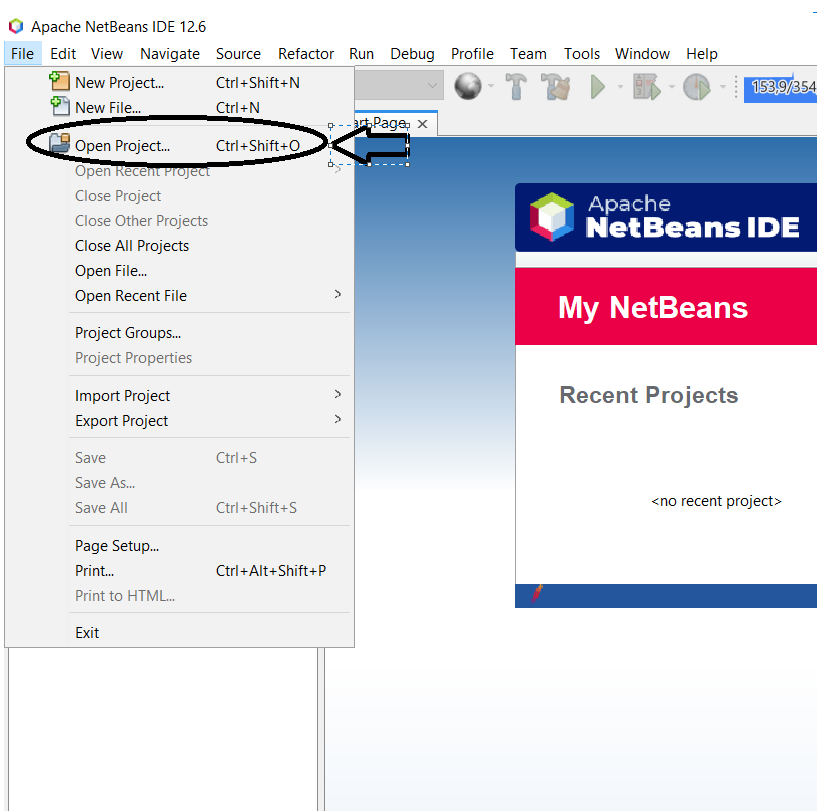 Apache NetBeans IDE 12.6
File Edit View Navigate Source Refactor Run Debug Profile Team Tools Window Help
New Project... Ctrl+Shift+N
New File... Ctrl+N
153,9/354
art Page
Open Project... Ctrl+Shift+O
Open Recent Project
Close Project
Close Other Projects
Close All Projects
Open File...
Open Recent File
Project Groups...
Project Properties
Import Project
Export Project
Save Ctrl+S
Save As...
Save All Ctrl+Shift+S
Page Setup...
Print... Ctrl+Alt+Shift+P
Print to HTML...
Exit
Apache
NetBeans IDE
My NetBeans
Recent Projects
<no recent project>